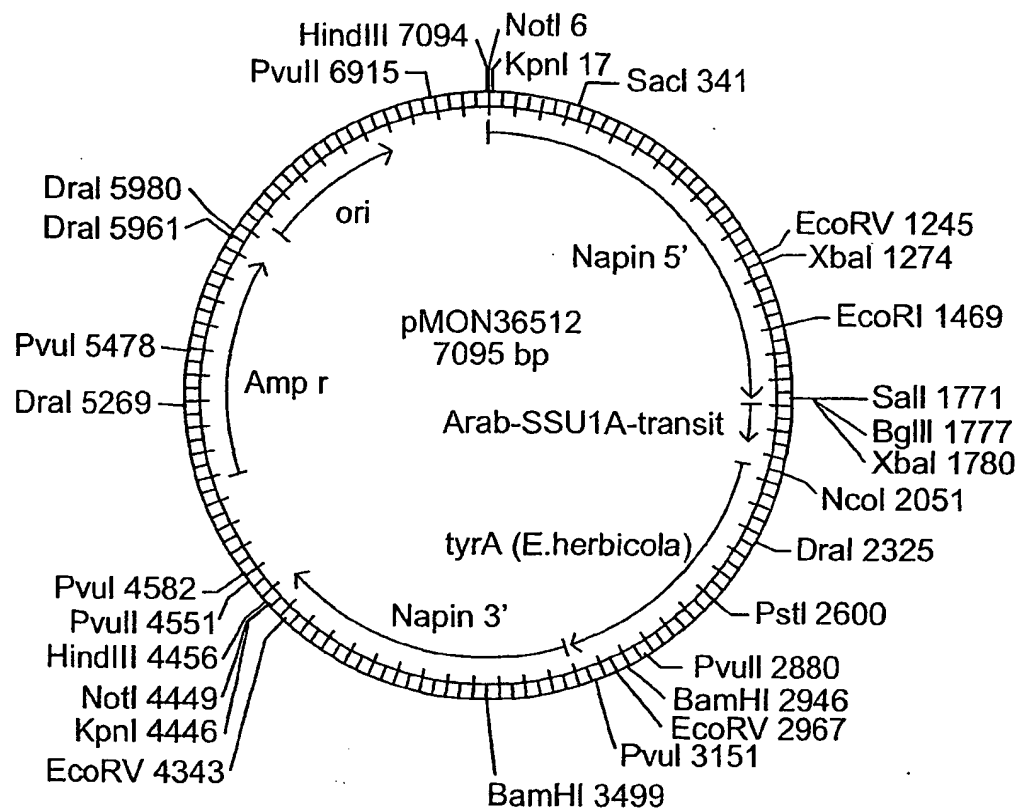 HindIII 7094
NotI 6
KpnI 17
PvuII 6915
SacI 341
DraI 5980
DraI 5961
ori
EcoRV 1245
XbaI 1274
Napin 5'
EcoRI 1469
pMON36512
7095 bp
PvuI 5478
DraI 5269
Amp r
SalI 1771
BglII 1777
XbaI 1780
Arab-SSU1A-transit
NcoI 2051
tyrA (E.herbicola)
DraI 2325
PvuI 4582
PvuII 4551
HindIII 4456
NotI 4449
KpnI 4446
EcoRV 4343
Napin 3'
PstI 2600
PvuII 2880
BamHI 2946
EcoRV 2967
PvuI 3151
BamHI 3499